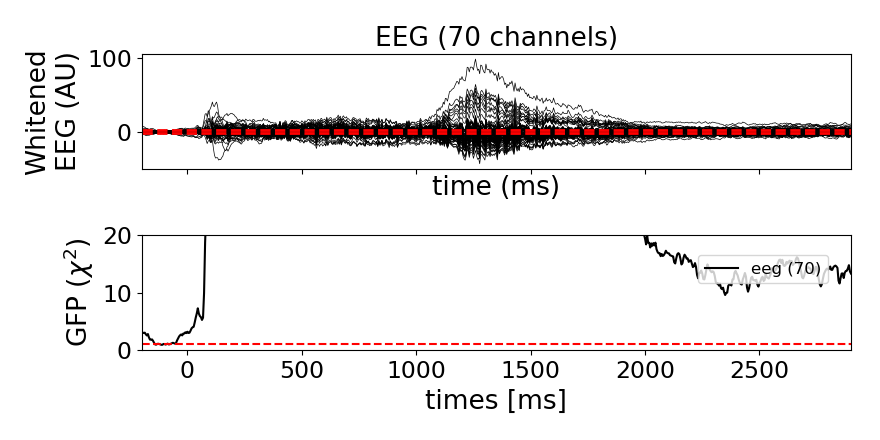 EEG (70 channels)
Whitened
EEG (AU)
100
0
time (ms)
GFP (χ²)
20
10
0
eeg (70)
0 500 1000 1500 2000 2500
times [ms]